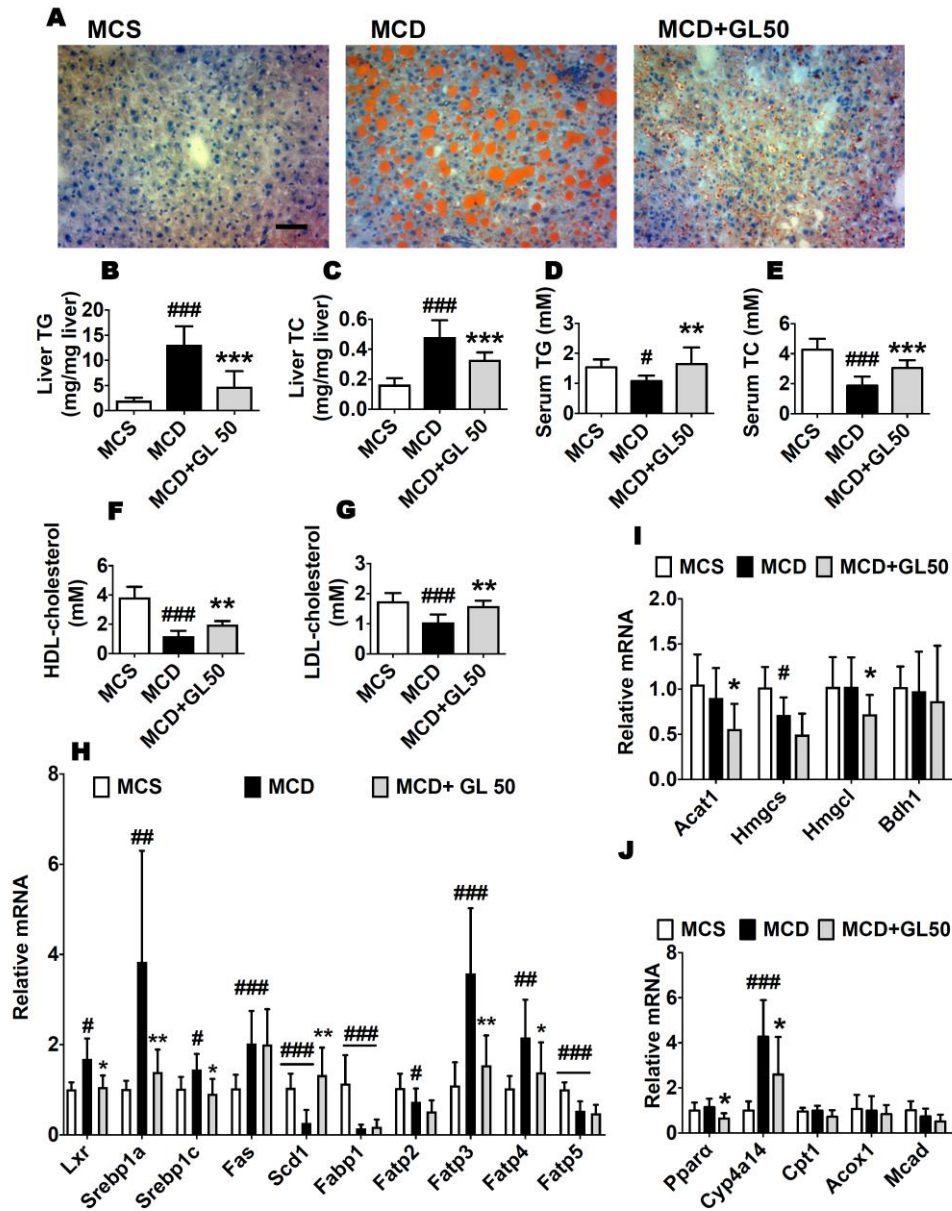 A
MCS
MCD
MCD+GL50
B
Liver TG
(mg/mg liver)
20
15
10
5
0
###
***
MCS
MCD
MCD+GL 50
C
Liver TC
(mg/mg liver)
0.6
0.4
0.2
0.0
###
***
MCS
MCD
MCD+GL 50
D
Serum TG (mM)
3
2
1
0
#
**
MCS
MCD
MCD+GL50
E
Serum TC (mM)
6
4
2
0
###
***
MCS
MCD
MCD+GL50
F
HDL-cholesterol
(mM)
6
4
2
0
###
**
MCS
MCD
MCD+GL50
G
LDL-cholesterol
(mM)
3
2
1
0
###
**
MCS
MCD
MCD+GL50
H
MCS MCD MCD+ GL 50
Relative mRNA
8
6
4
2
0
# * ## ** # * ### ### ** ### # ### ** ## * ###
Lxr Srebp1a Srebp1c Fas Scd1 Fabp1 Fatp2 Fatp3 Fatp4 Fatp5
I
MCS MCD MCD+GL50
Relative mRNA
2.0
1.5
1.0
0.5
0.0
* # *
Acat1 Hmgcs Hmgcl Bdh1
J
MCS MCD MCD+GL50
Relative mRNA
8
6
4
2
0
* ### *
Pparα Cyp4a14 Cpt1 Acox1 Mcad